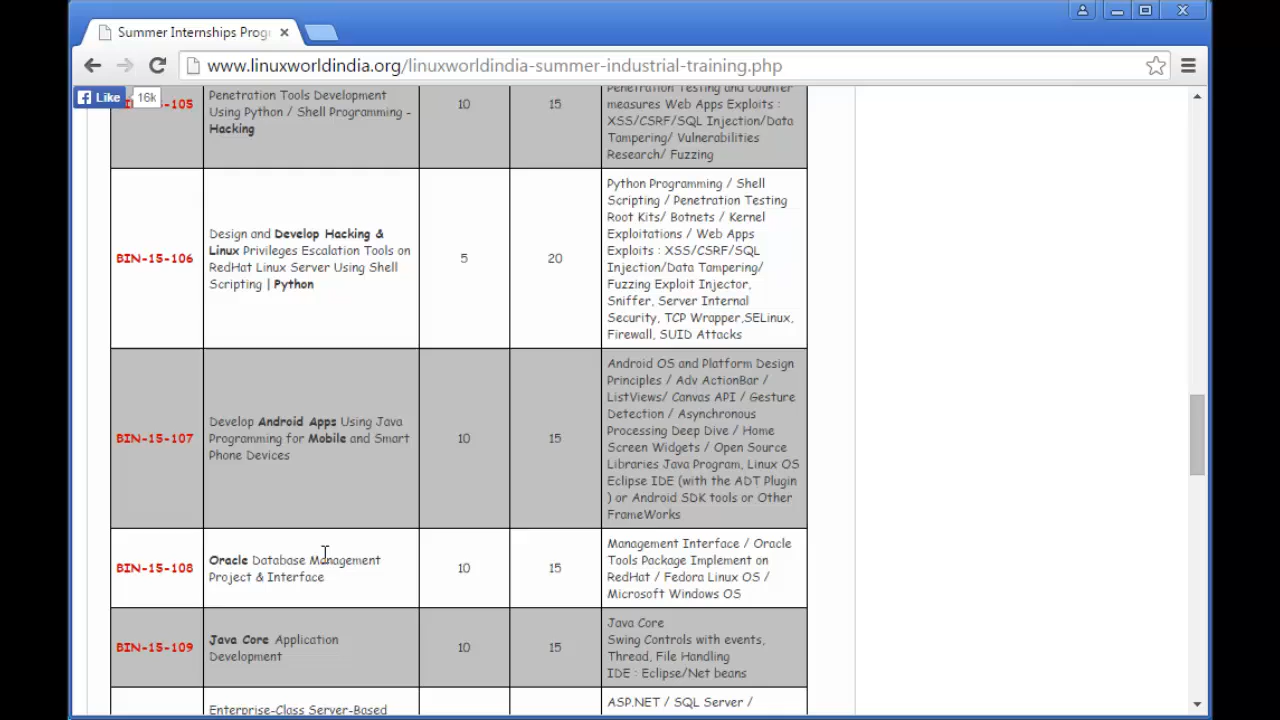 Summer Internships Prog
www.linuxworldindia.org/linuxworldindia-summer-industrial-training.php
Like 16k
-105
Penetration Tools Development
Using Python / Shell Programming -
Hacking
10
15
Penetration Testing and Counter
measures Web Apps Exploits :
XSS/CSRF/SQL Injection/Data
Tampering/ Vulnerabilities
Research/ Fuzzing
BIN-15-106
Design and Develop Hacking &
Linux Privileges Escalation Tools on
RedHat Linux Server Using Shell
Scripting | Python
5
20
Python Programming / Shell
Scripting / Penetration Testing
Root Kits/ Botnets / Kernel
Exploitations / Web Apps
Exploits : XSS/CSRF/SQL
Injection/Data Tampering/
Fuzzing Exploit Injector,
Sniffer, Server Internal
Security, TCP Wrapper,SELinux,
Firewall, SUID Attacks
BIN-15-107
Develop Android Apps Using Java
Programming for Mobile and Smart
Phone Devices
10
15
Android OS and Platform Design
Principles / Adv ActionBar /
ListViews/ Canvas API / Gesture
Detection / Asynchronous
Processing Deep Dive / Home
Screen Widgets / Open Source
Libraries Java Program, Linux OS
Eclipse IDE (with the ADT Plugin
) or Android SDK tools or Other
FrameWorks
BIN-15-108
Oracle Database Management
Project & Interface
10
15
Management Interface / Oracle
Tools Package Implement on
RedHat / Fedora Linux OS /
Microsoft Windows OS
BIN-15-109
Java Core Application
Development
10
15
Java Core
Swing Controls with events,
Thread, File Handling
IDE : Eclipse/Net beans
Enterprise-Class Server-Based
ASP.NET / SQL Server /